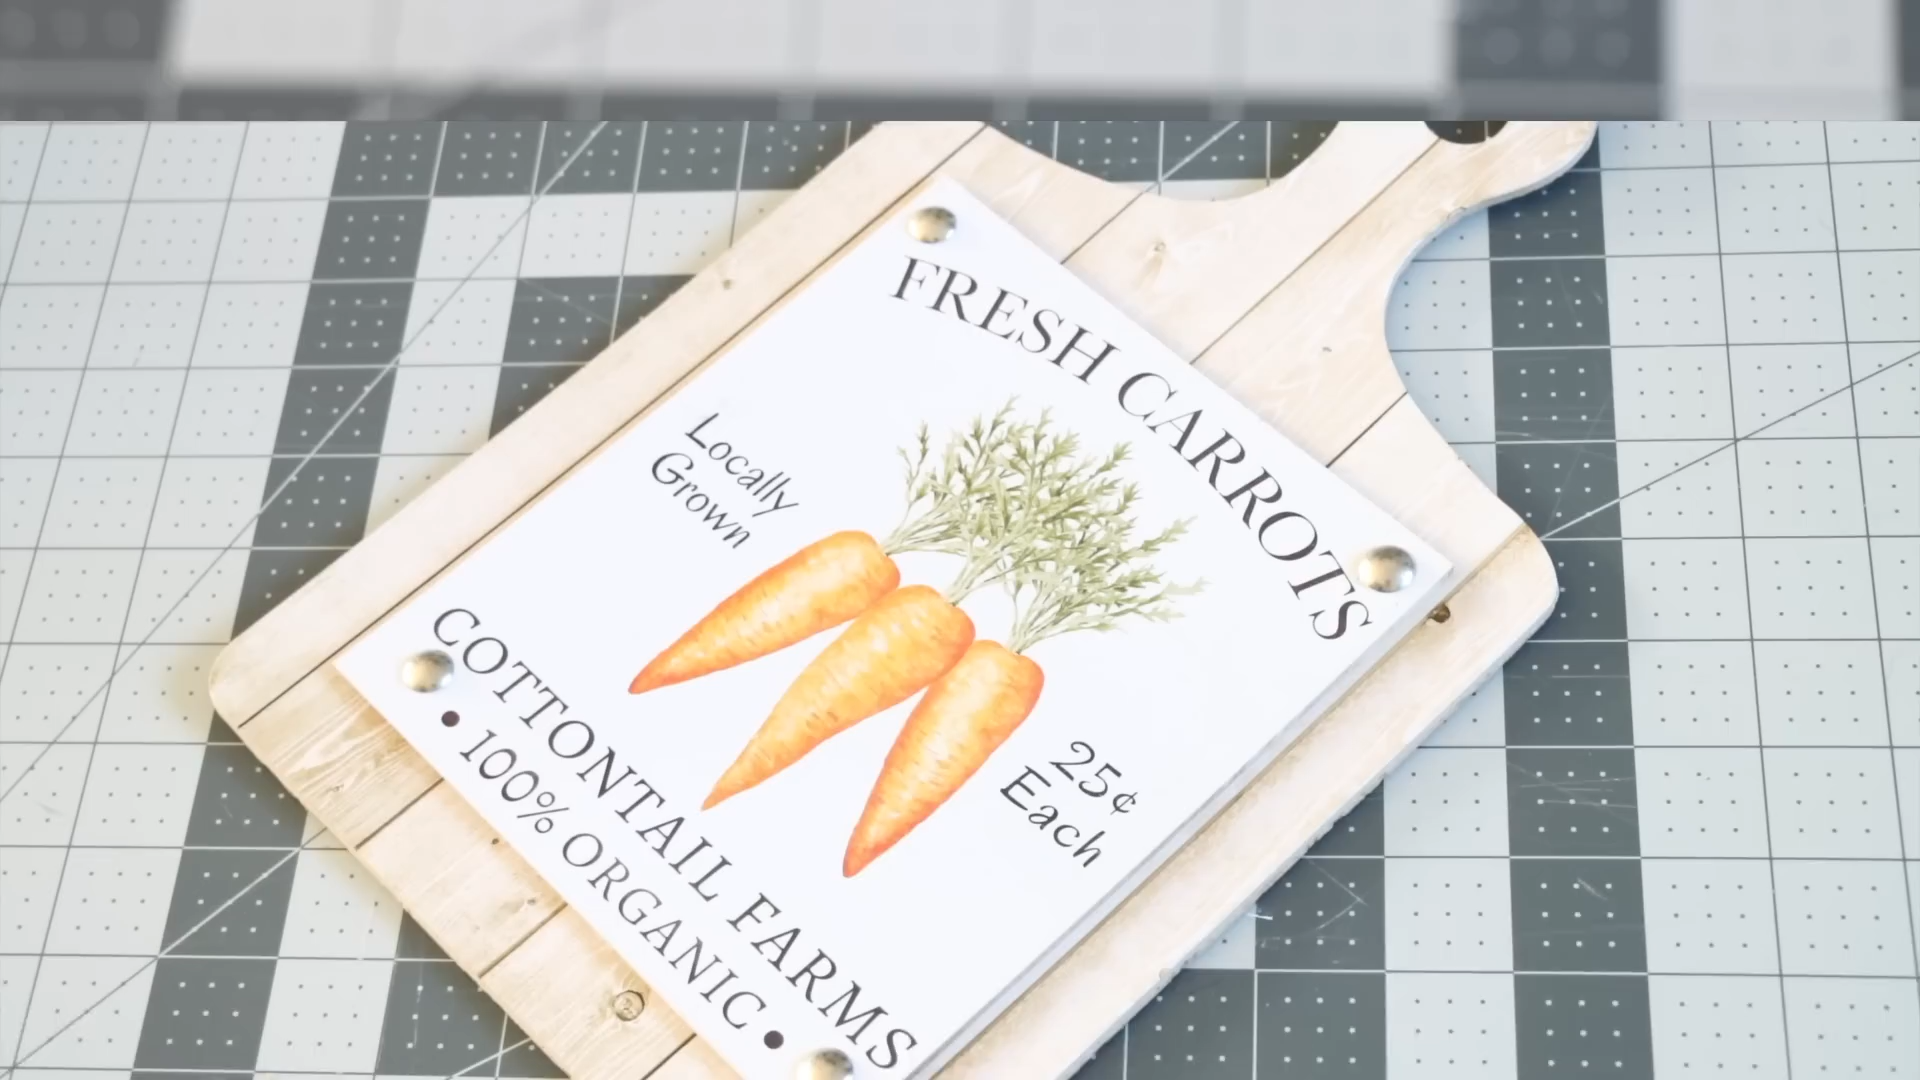 FRESH CARROTS
Locally
Grown
25¢
Each
COTTONTAIL FARMS
• 100% ORGANIC •